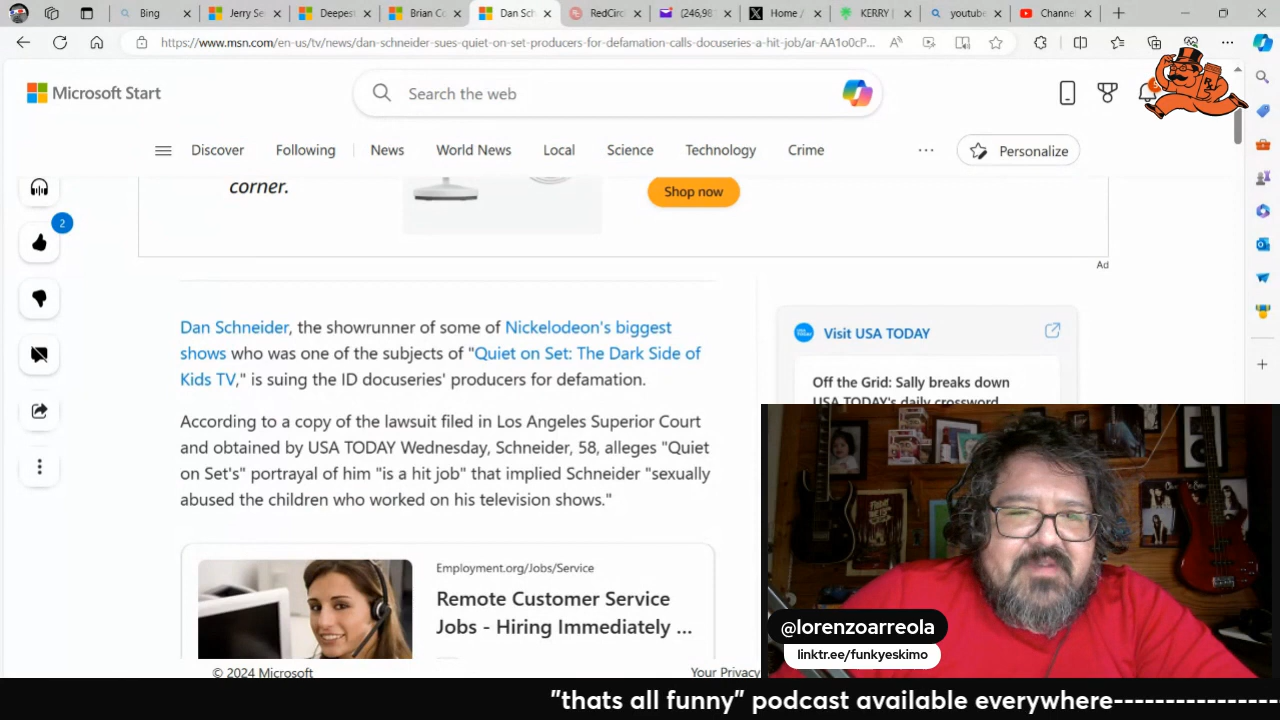 Bing
Jerry Se
Deepest
Brian Co
Dan Sch
RedCircl
(246,98
Home /
KERRY |
youtube
Channel
https://www.msn.com/en-us/tv/news/dan-schneider-sues-quiet-on-set-producers-for-defamation-calls-docuseries-a-hit-job/ar-AA1o0cP...
Microsoft Start
Search the web
Discover
Following
News
World News
Local
Science
Technology
Crime
Personalize
corner.
Shop now
Ad
2
Dan Schneider, the showrunner of some of Nickelodeon's biggest
shows who was one of the subjects of "Quiet on Set: The Dark Side of
Kids TV," is suing the ID docuseries' producers for defamation.
According to a copy of the lawsuit filed in Los Angeles Superior Court
and obtained by USA TODAY Wednesday, Schneider, 58, alleges "Quiet
on Set's" portrayal of him "is a hit job" that implied Schneider "sexually
abused the children who worked on his television shows."
Visit USA TODAY
Off the Grid: Sally breaks down
USA TODAY's daily crossword
Employment.org/Jobs/Service
Remote Customer Service
Jobs - Hiring Immediately ...
© 2024 Microsoft
Your Privacy
@lorenzoarreola
linktr.ee/funkyeskimo
"thats all funny" podcast available everywhere----------------